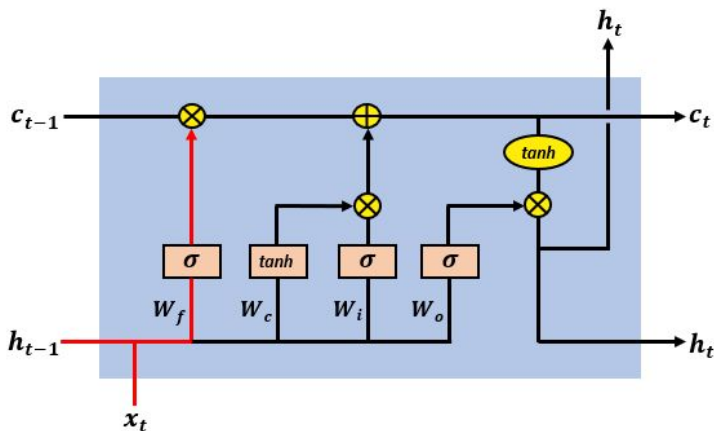 h_t
c_{t-1}
c_t
tanh
σ tanh σ σ
W_f W_c W_i W_o
h_{t-1}
h_t
x_t